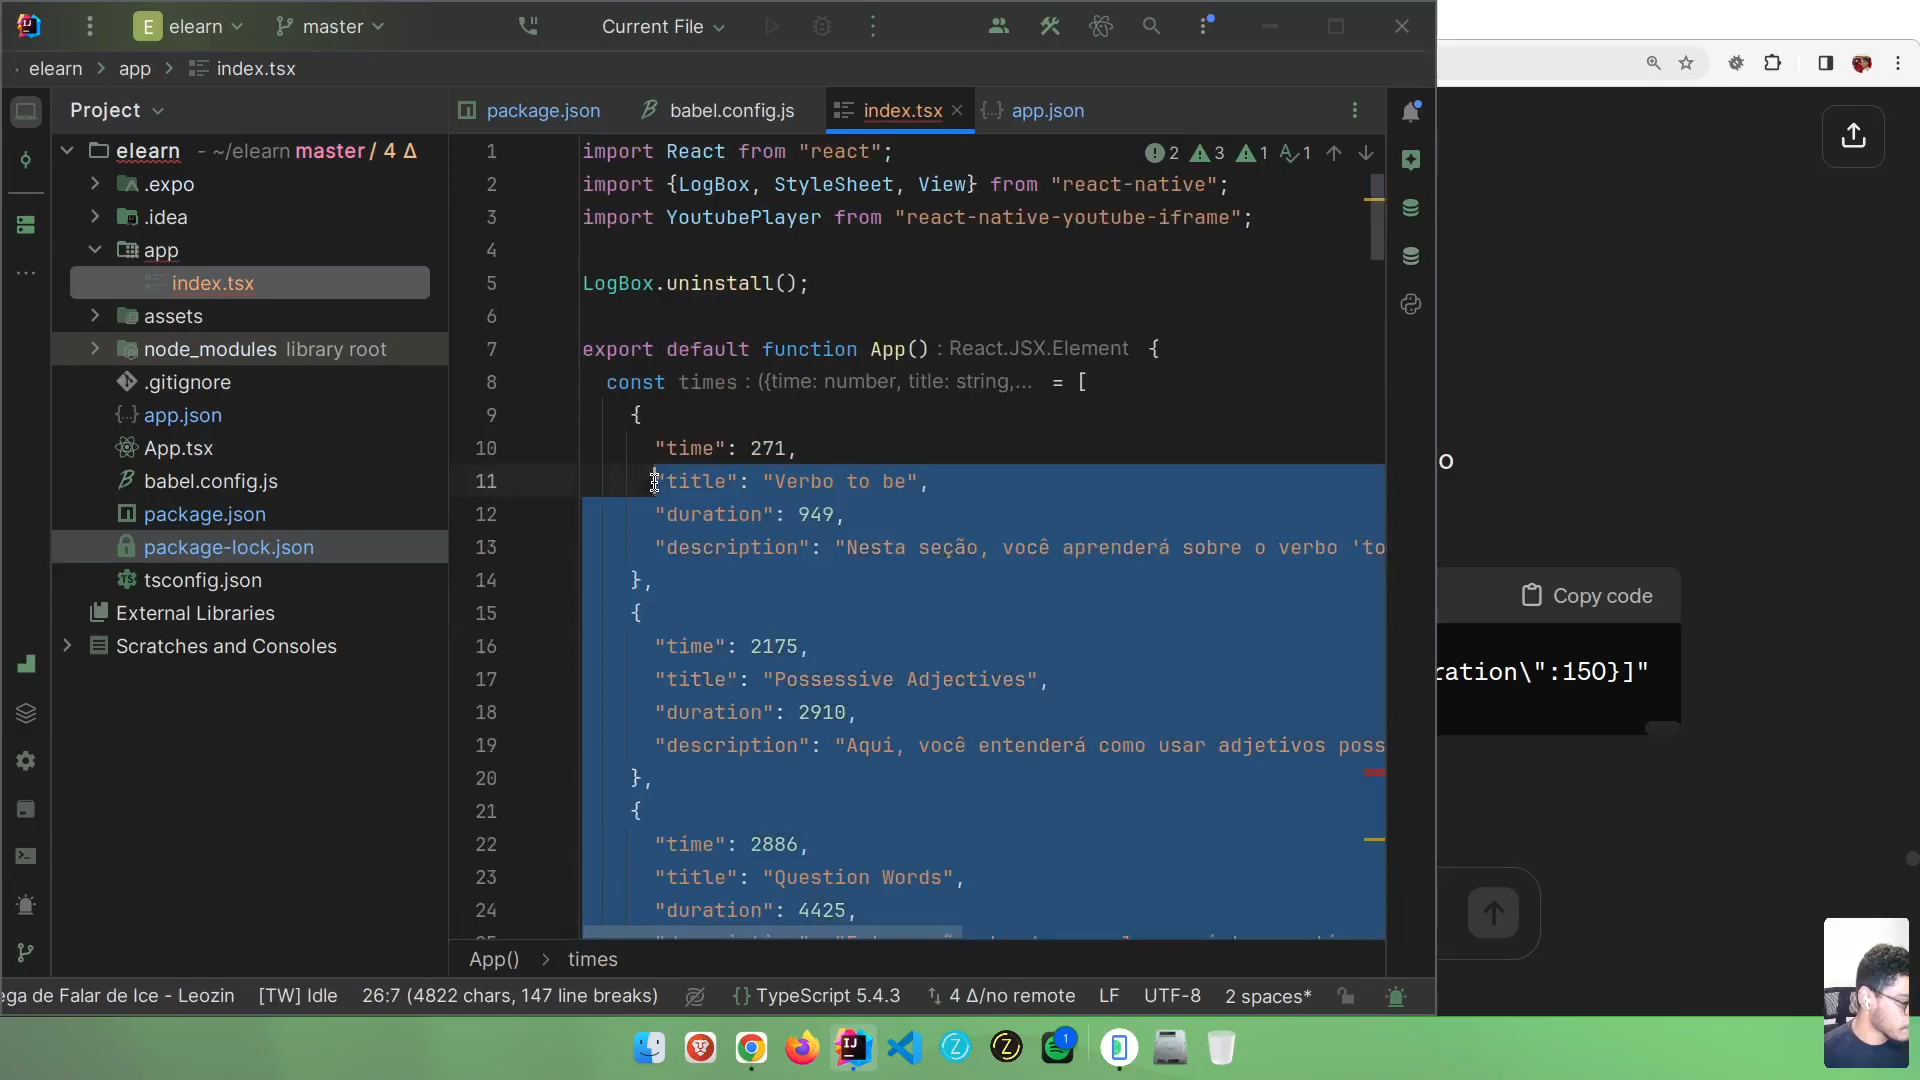 E elearn master Current File
elearn > app > index.tsx
Project
package.json babel.config.js index.tsx app.json
elearn - ~/elearn master / 4 Δ
.expo
.idea
app
index.tsx
assets
node_modules library root
.gitignore
app.json
App.tsx
babel.config.js
package.json
package-lock.json
tsconfig.json
External Libraries
Scratches and Consoles
2 3 1 1
1 import React from "react";
2 import {LogBox, StyleSheet, View} from "react-native";
3 import YoutubePlayer from "react-native-youtube-iframe";
4
5 LogBox.uninstall();
6
7 export default function App() : React.JSX.Element {
8 const times : ({time: number, title: string,... = [
9 {
10 "time": 271,
11 "title": "Verbo to be",
12 "duration": 949,
13 "description": "Nesta seção, você aprenderá sobre o verbo 'to
14 },
15 {
16 "time": 2175,
17 "title": "Possessive Adjectives",
18 "duration": 2910,
19 "description": "Aqui, você entenderá como usar adjetivos poss
20 },
21 {
22 "time": 2886,
23 "title": "Question Words",
24 "duration": 4425,
App() > times
ega de Falar de Ice - Leozin [TW] Idle 26:7 (4822 chars, 147 line breaks) {} TypeScript 5.4.3 4 Δ/no remote LF UTF-8 2 spaces*
o
Copy code
ration\":150}]"
IJ
1